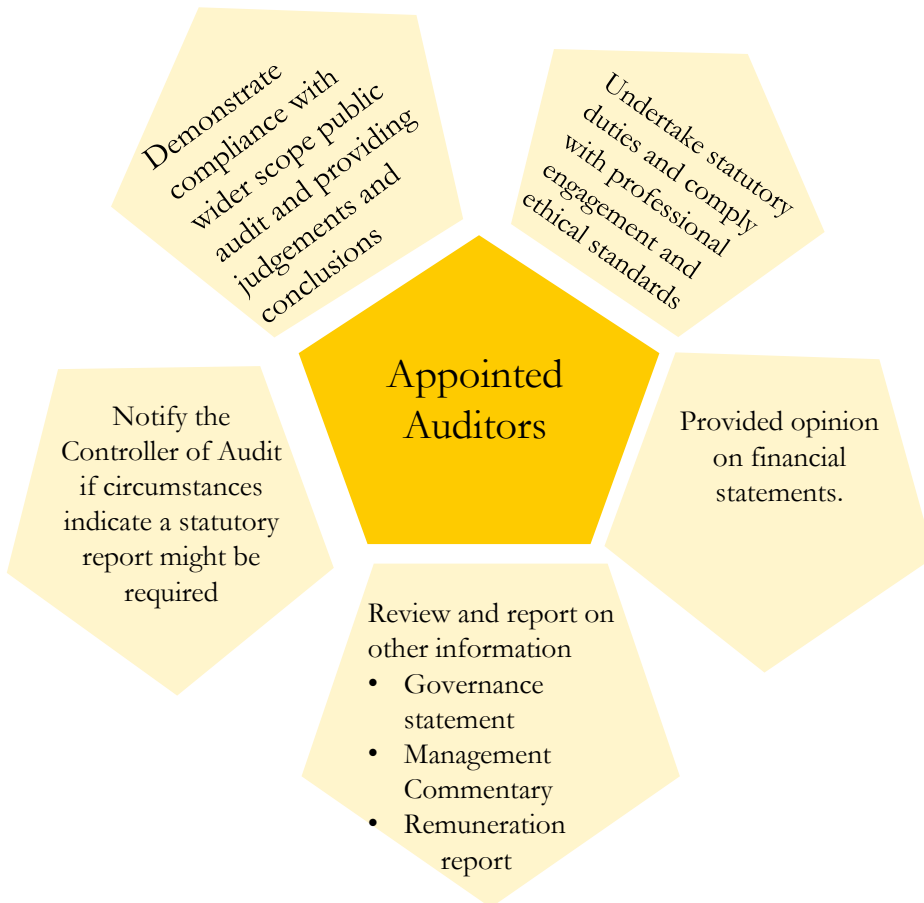 Demonstrate
compliance with
wider scope public
audit and providing
judgements and
conclusions
Undertake statutory
duties and comply
with professional
engagement and
ethical standards
Appointed
Auditors
Notify the
Controller of Audit
if circumstances
indicate a statutory
report might be
required
Provided opinion
on financial
statements.
Review and report on
other information
• Governance
statement
• Management
Commentary
• Remuneration
report